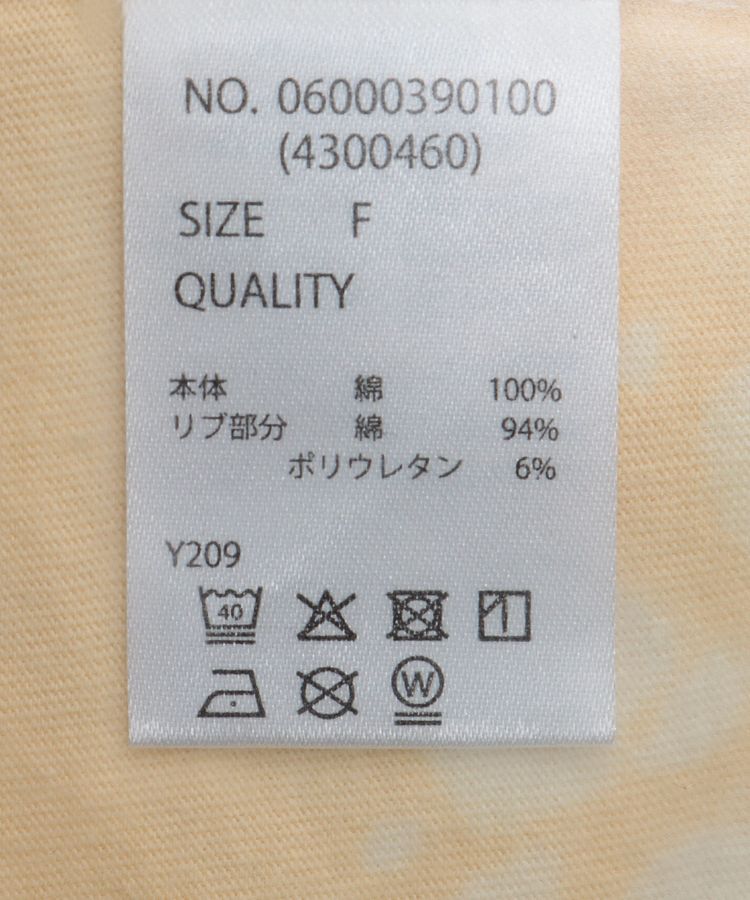 NO. 06000390100
(4300460)
SIZE F
QUALITY
本体 綿 100%
リブ部分 綿 94%
ポリウレタン 6%
Y209
40
W